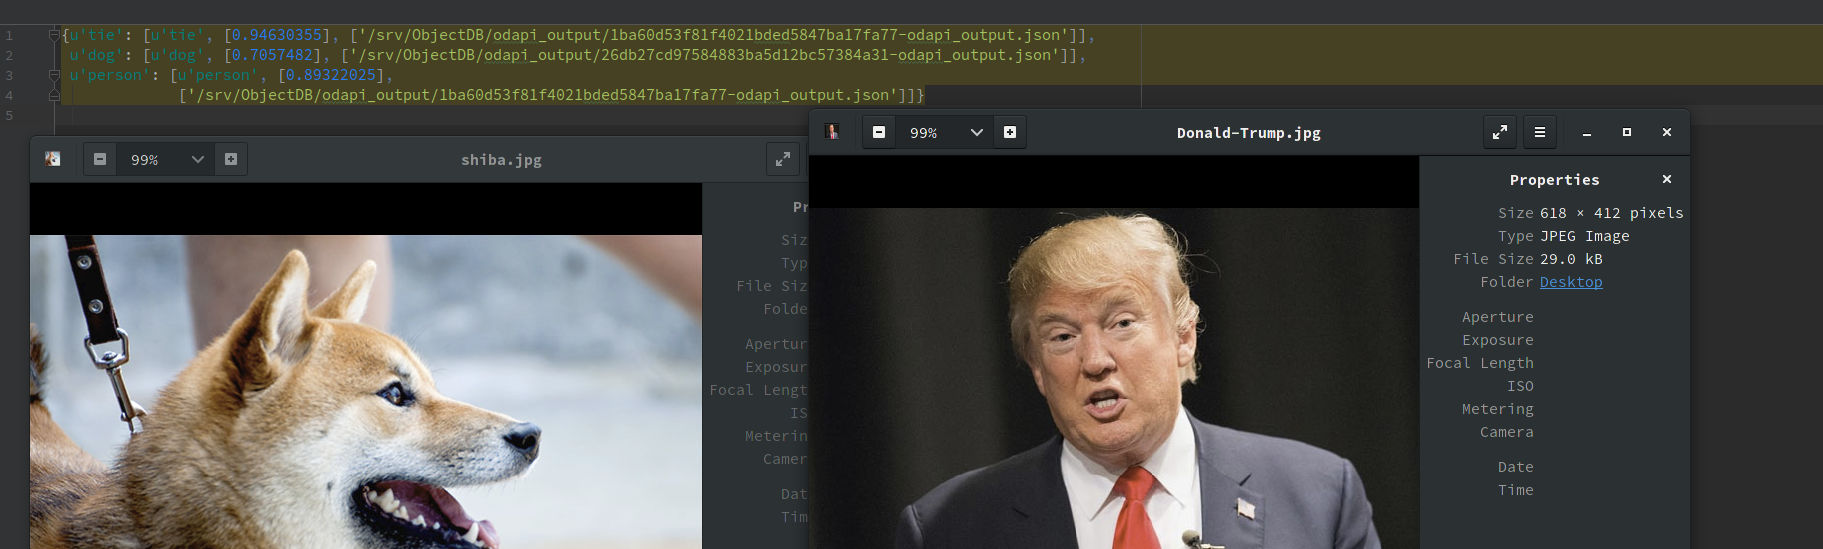 1 {u'tie': [u'tie', [0.94630355], ['/srv/ObjectDB/odapi_output/1ba60d53f81f4021bded5847ba17fa77-odapi_output.json']],
2 u'dog': [u'dog', [0.7057482], ['/srv/ObjectDB/odapi_output/26db27cd97584883ba5d12bc57384a31-odapi_output.json']],
3 u'person': [u'person', [0.89322025],
4 ['/srv/ObjectDB/odapi_output/1ba60d53f81f4021bded5847ba17fa77-odapi_output.json']]}
5
99% shiba.jpg
Pr
Siz
Typ
File Siz
Folde
Apertur
Exposur
Focal Lengt
IS
Meterin
Camer
Dat
Tim
99% Donald-Trump.jpg
Properties
Size 618 × 412 pixels
Type JPEG Image
File Size 29.0 kB
Folder Desktop
Aperture
Exposure
Focal Length
ISO
Metering
Camera
Date
Time